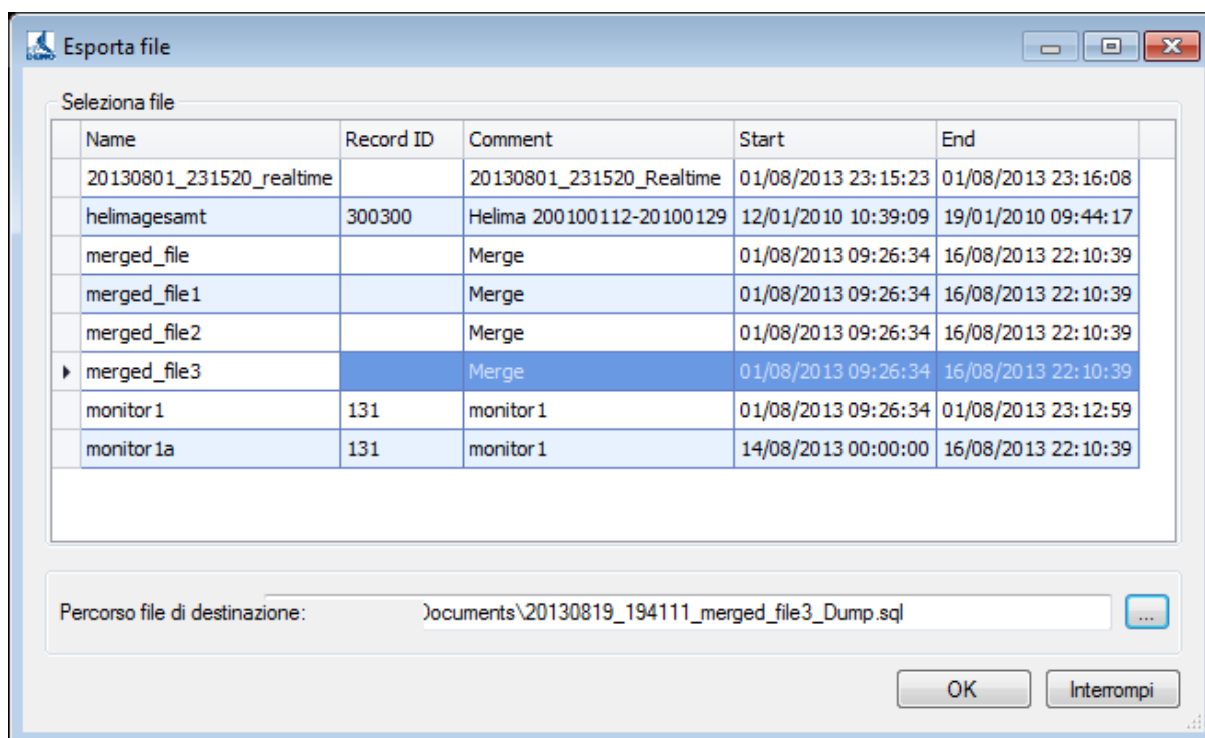 Esporta file
Seleziona file
Name Record ID Comment Start End
20130801_231520_realtime 20130801_231520_Realtime 01/08/2013 23:15:23 01/08/2013 23:16:08
helimagesamt 300300 Helima 200100112-20100129 12/01/2010 10:39:09 19/01/2010 09:44:17
merged_file Merge 01/08/2013 09:26:34 16/08/2013 22:10:39
merged_file1 Merge 01/08/2013 09:26:34 16/08/2013 22:10:39
merged_file2 Merge 01/08/2013 09:26:34 16/08/2013 22:10:39
merged_file3 Merge 01/08/2013 09:26:34 16/08/2013 22:10:39
monitor1 131 monitor1 01/08/2013 09:26:34 01/08/2013 23:12:59
monitor1a 131 monitor1 14/08/2013 00:00:00 16/08/2013 22:10:39
Percorso file di destinazione: Documents\20130819_194111_merged_file3_Dump.sql ...
OK Interrompi